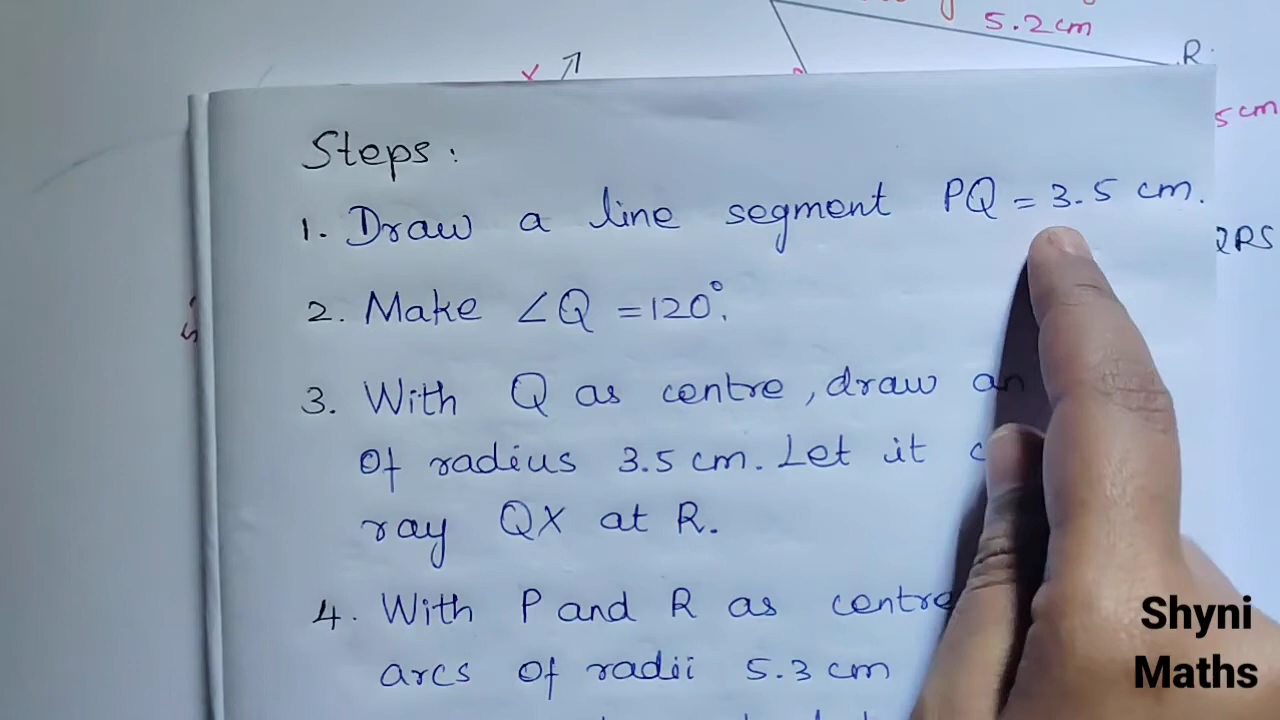 5.2cm
R
5cm
Steps:
1. Draw a line segment PQ = 3.5 cm.
QRS
2. Make ∠Q = 120°.
3. With Q as centre, draw an
of radius 3.5 cm. Let it
ray QX at R.
4. With P and R as centre
arcs of radii 5.3 cm
Shyni
Maths